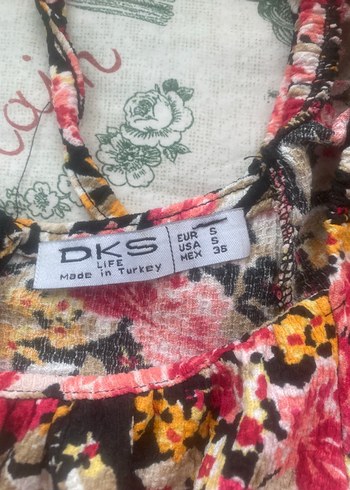 DKS
LIFE
Made in Turkey
EUR S
USA S
MEX 36